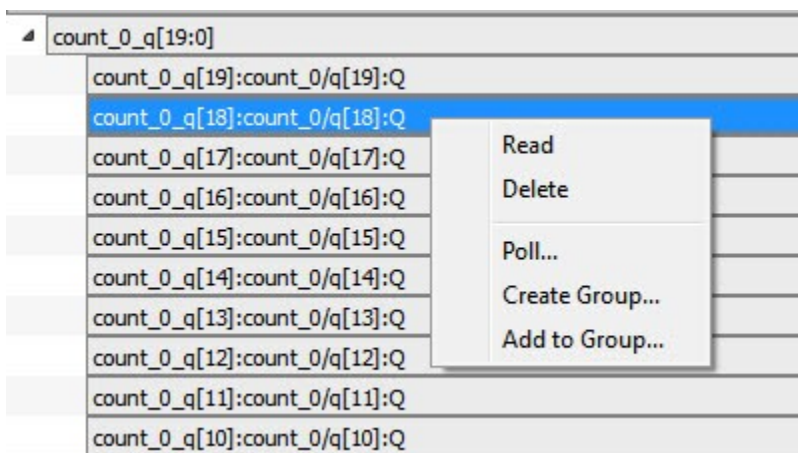 count_0_q[19:0]
count_0_q[19]:count_0/q[19]:Q
count_0_q[18]:count_0/q[18]:Q
count_0_q[17]:count_0/q[17]:Q
count_0_q[16]:count_0/q[16]:Q
count_0_q[15]:count_0/q[15]:Q
count_0_q[14]:count_0/q[14]:Q
count_0_q[13]:count_0/q[13]:Q
count_0_q[12]:count_0/q[12]:Q
count_0_q[11]:count_0/q[11]:Q
count_0_q[10]:count_0/q[10]:Q
Read
Delete
Poll...
Create Group...
Add to Group...